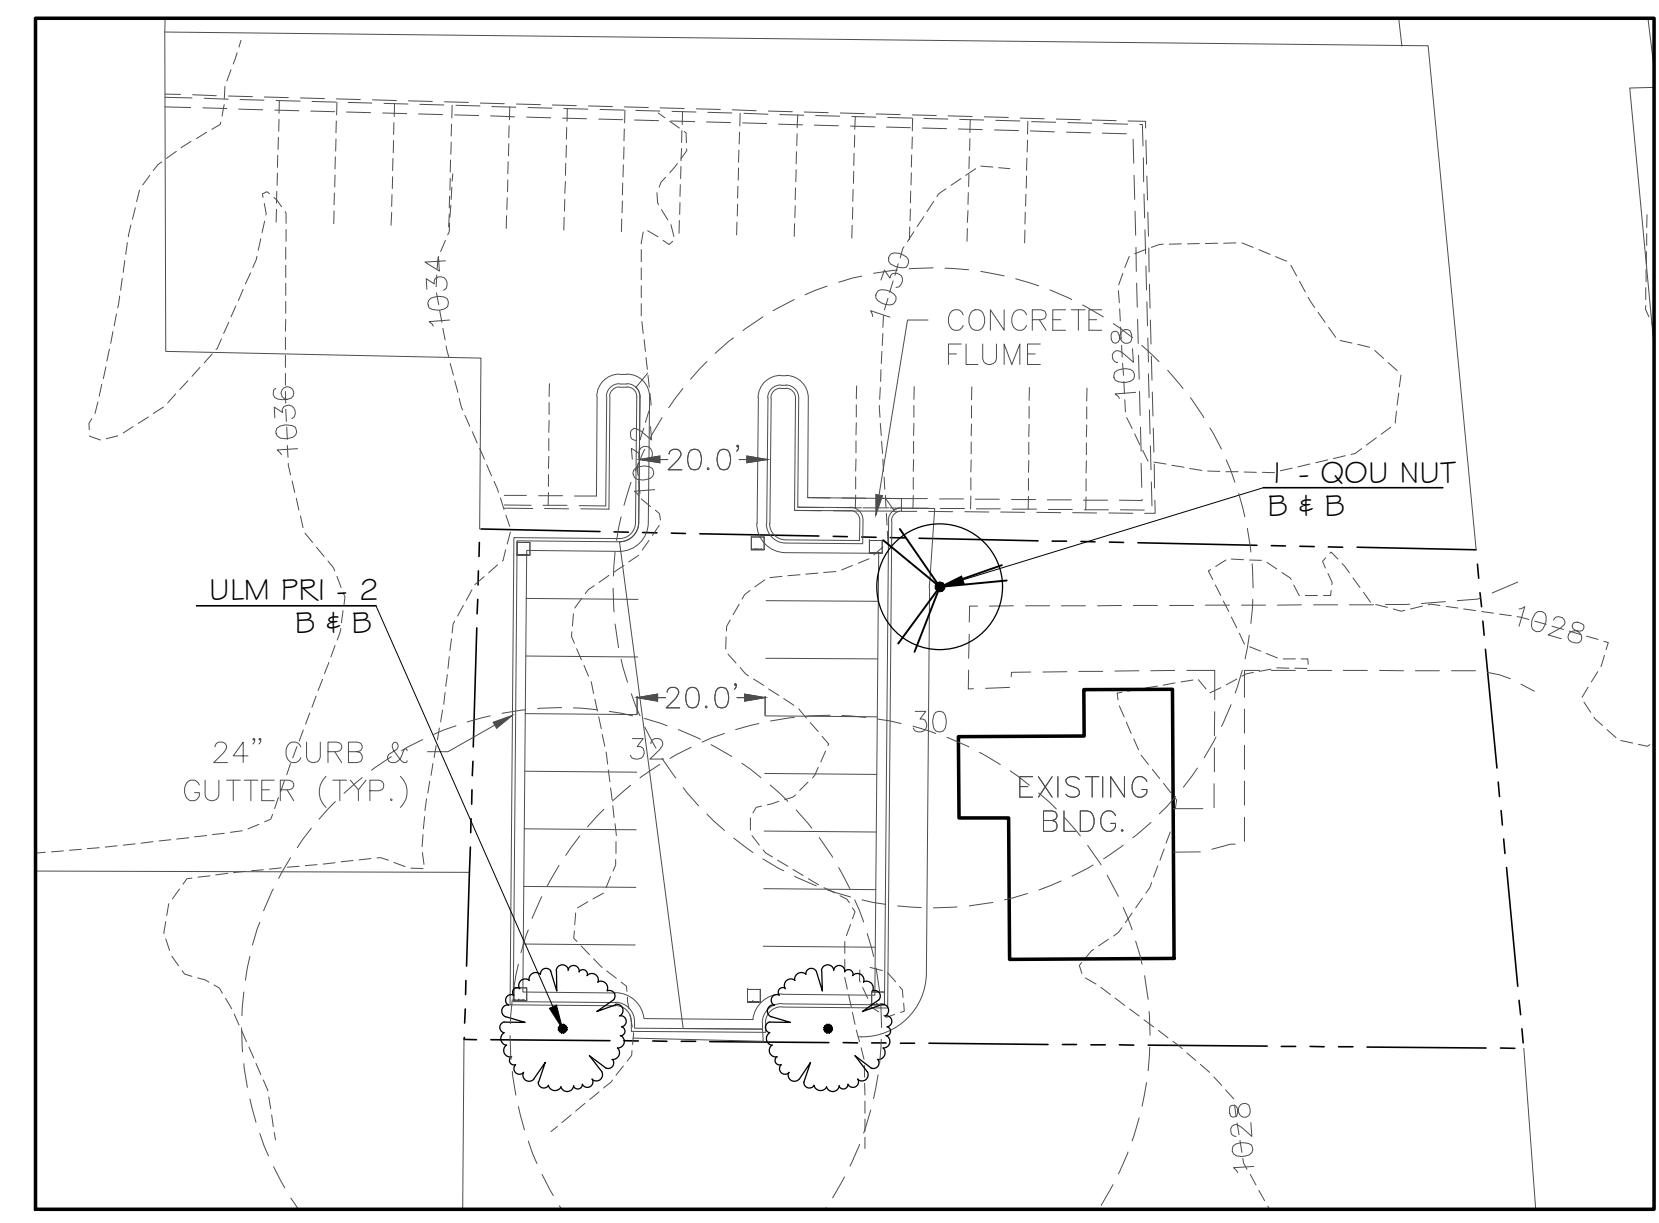 1034
1030
CONCRETE
FLUME
1028
1036
1032
20.0'
1 - QOU NUT
B & B
ULM PRI - 2
B & B
1028
20.0'
30
32
24" CURB &
GUTTER (TYP.)
EXISTING
BLDG.
1028